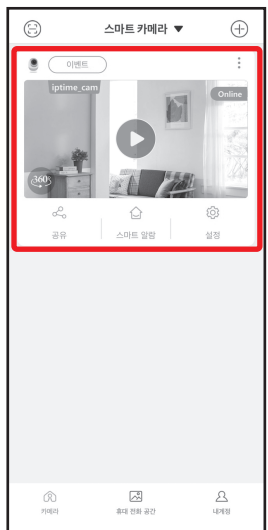 스마트 카메라 ▼
이벤트
iptime_cam
Online
360
공유
스마트 알람
설정
카메라
휴대 전화 공간
내계정